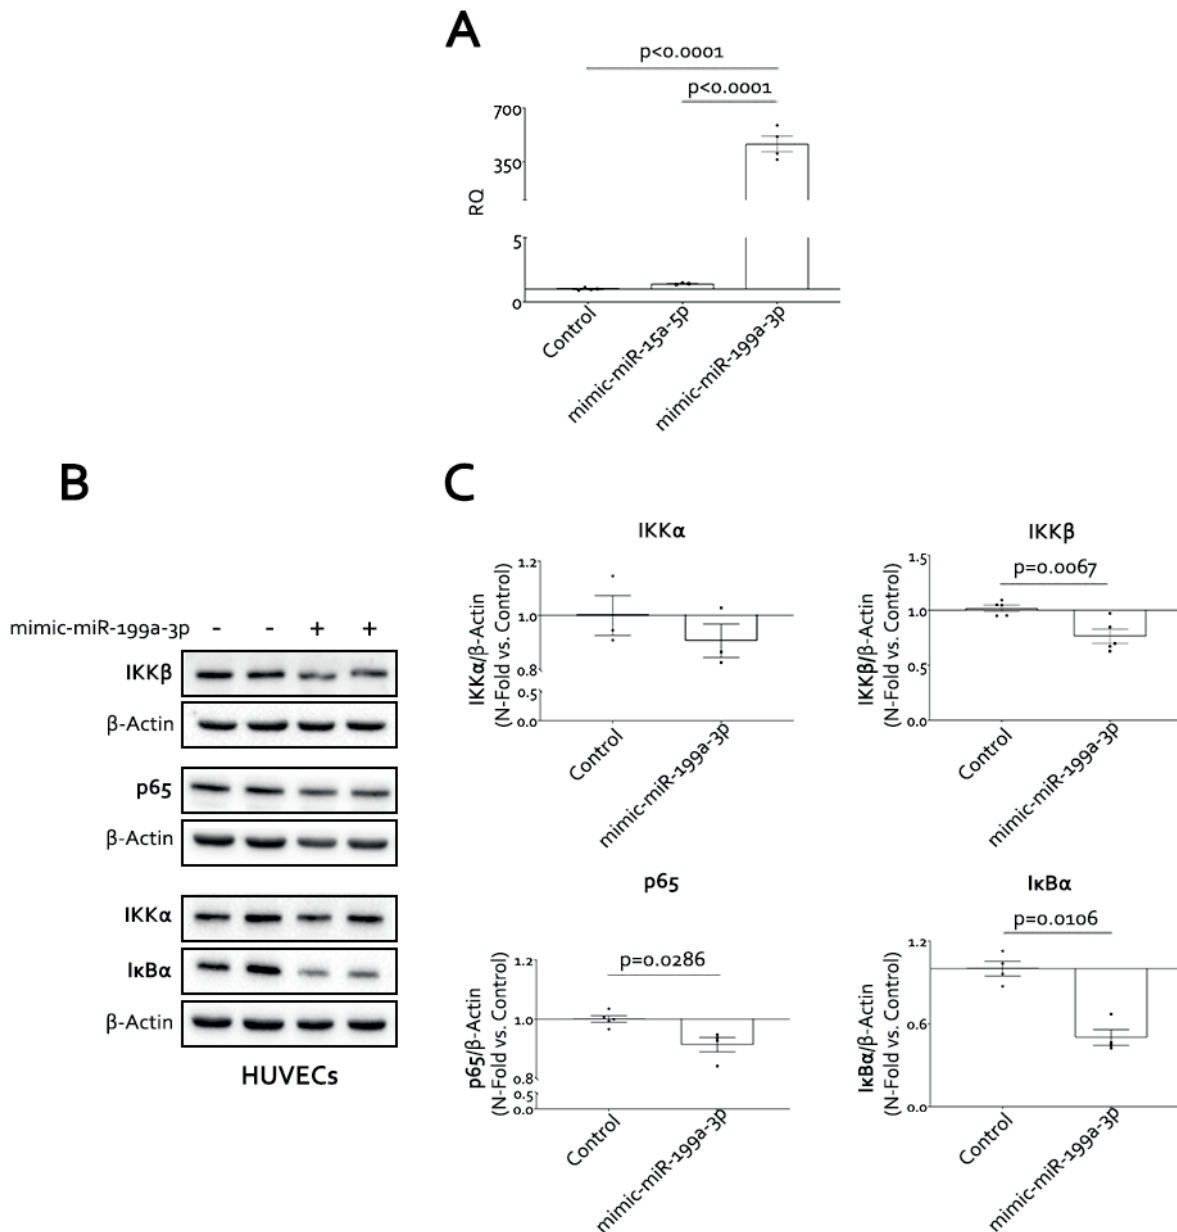 A
p<0.0001
p<0.0001
700
350
RQ
5
0
Control
mimic-miR-15a-5p
mimic-miR-199a-3p
B
mimic-miR-199a-3p - - + +
IKKβ
β-Actin
p65
β-Actin
IKKα
IκBα
β-Actin
HUVECs
C
IKKα
1.2
1.0
0.8
0.5
0.0
IKKα/β-Actin
(N-Fold vs. Control)
Control
mimic-miR-199a-3p
IKKβ
p=0.0067
1.5
1.0
0.5
0.0
IKKβ/β-Actin
(N-Fold vs. Control)
Control
mimic-miR-199a-3p
p65
p=0.0286
1.2
1.0
0.8
0.5
0.0
p65/β-Actin
(N-Fold vs. Control)
Control
mimic-miR-199a-3p
IκBα
p=0.0106
1.2
0.6
0.0
IκBα/β-Actin
(N-Fold vs. Control)
Control
mimic-miR-199a-3p